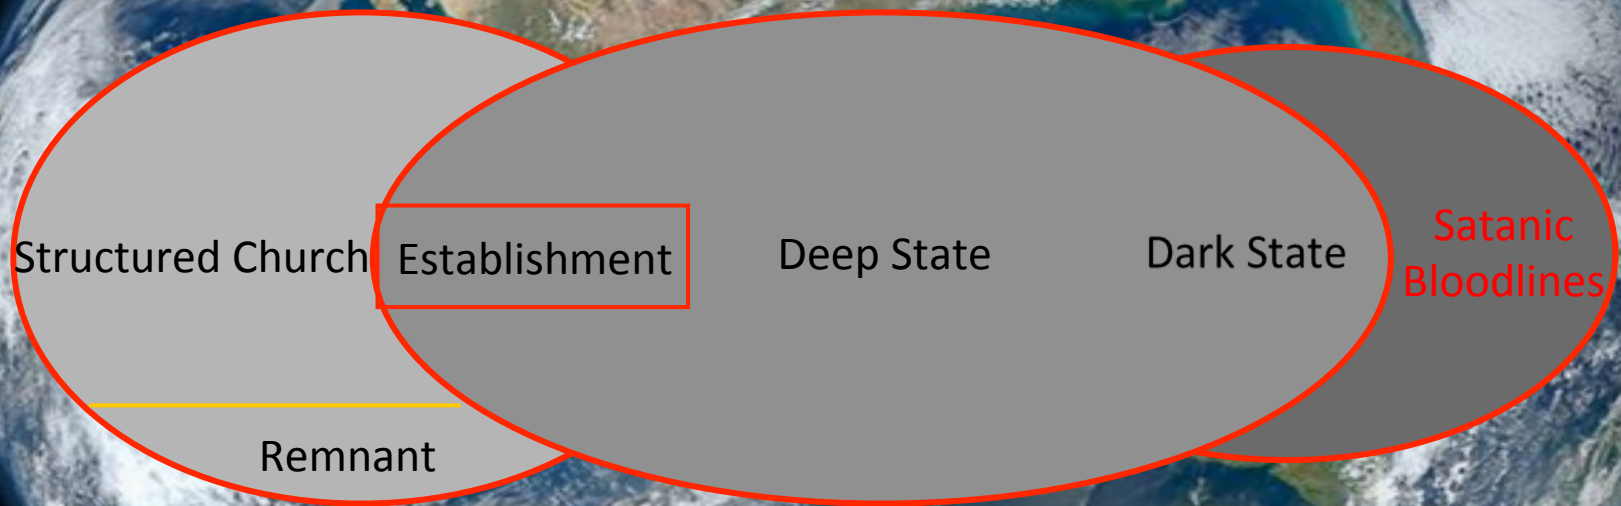 Structured Church
Establishment
Deep State
Dark State
Satanic
Bloodlines
Remnant